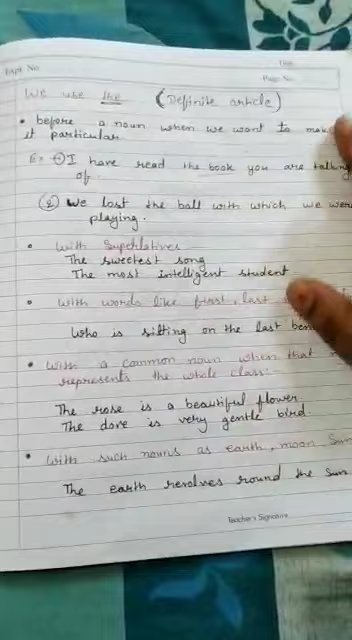 Expt. No.
Date
Page No.
We use the (Definite article)
• before a noun when we want to make
it particular
Ex ① I have read the book you are talking
of.
② We lost the ball with which we were
playing.
• With Superlatives
The sweetest song
The most intelligent student
• With words like first, last
Who is sitting on the last
• With a common noun when that
represents the whole class:
The rose is a beautiful flower
The dove is very gentle bird.
• With such nouns as earth, moon Sun
The earth revolves round the Sun
Teacher's Signature